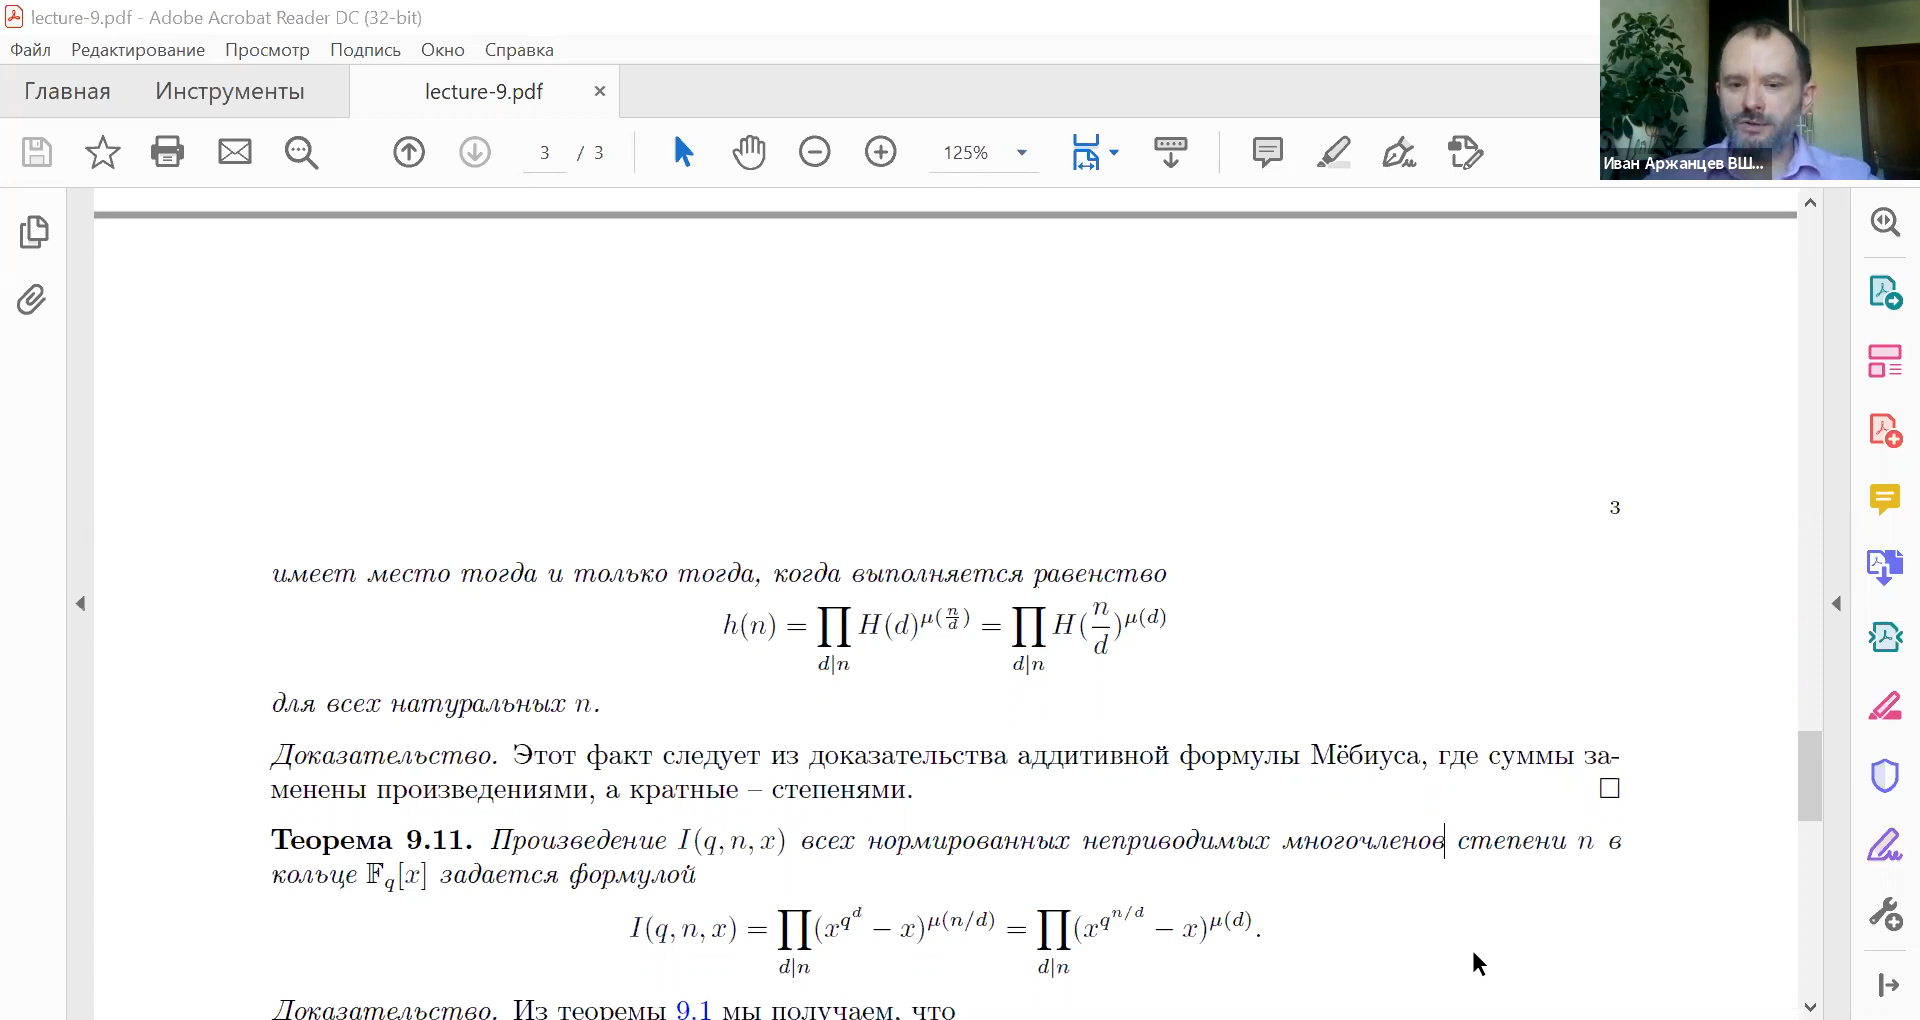 lecture-9.pdf - Adobe Acrobat Reader DC (32-bit)
Файл Редактирование Просмотр Подпись Окно Справка
Главная Инструменты lecture-9.pdf ×
3 / 3 125%
Иван Аржанцев ВШ...
3
имеет место тогда и только тогда, когда выполняется равенство
h(n) = ∏_{d|n} H(d)^{μ(n/d)} = ∏_{d|n} H(n/d)^{μ(d)}
для всех натуральных n.
Доказательство. Этот факт следует из доказательства аддитивной формулы Мёбиуса, где суммы за-
менены произведениями, а кратные – степенями. □
Теорема 9.11. Произведение I(q, n, x) всех нормированных неприводимых многочленов степени n в
кольце 𝔽_q[x] задается формулой
I(q, n, x) = ∏_{d|n} (x^{q^d} − x)^{μ(n/d)} = ∏_{d|n} (x^{q^{n/d}} − x)^{μ(d)}.
Доказательство. Из теоремы 9.1 мы получаем, что